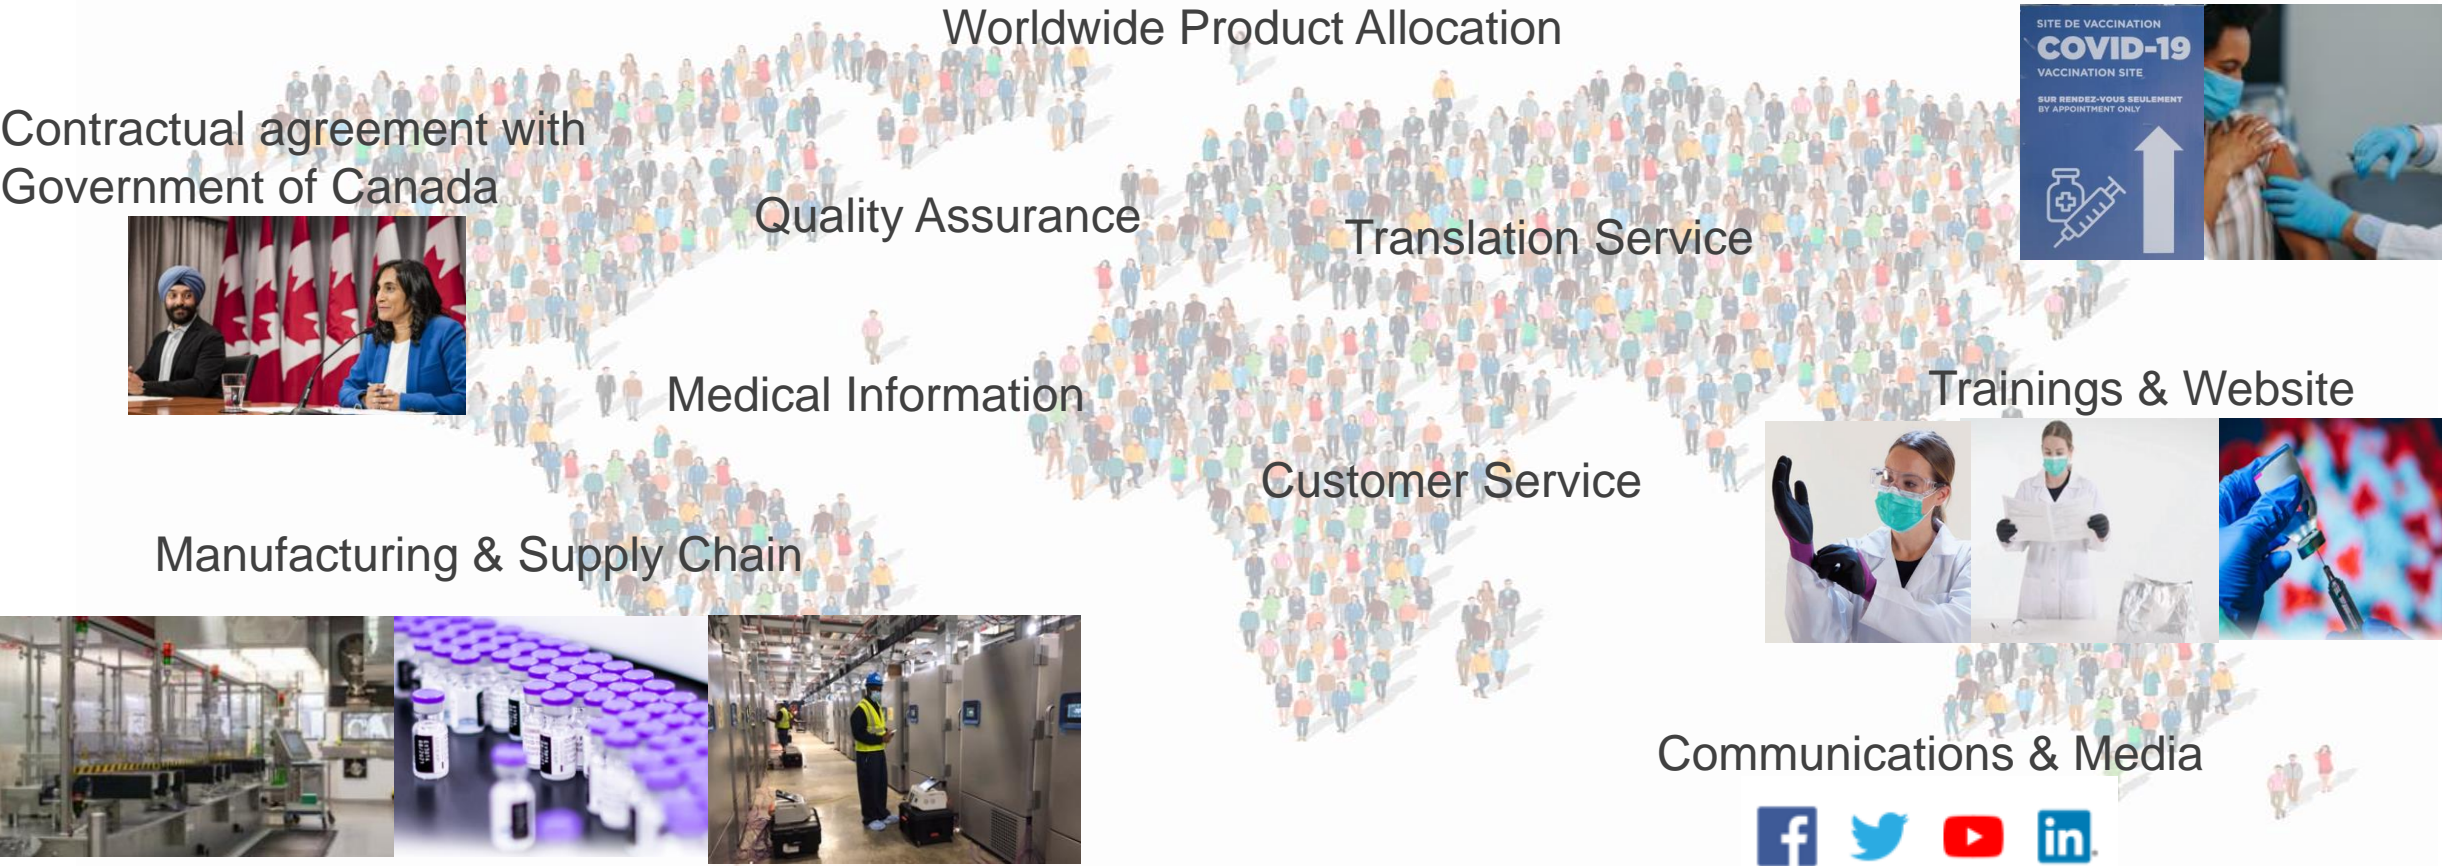 Worldwide Product Allocation
SITE DE VACCINATION
COVID-19
VACCINATION SITE
SUR RENDEZ-VOUS SEULEMENT
BY APPOINTMENT ONLY
Contractual agreement with
Government of Canada
Quality Assurance
Translation Service
Medical Information
Trainings & Website
Customer Service
Manufacturing & Supply Chain
Communications & Media
f
in